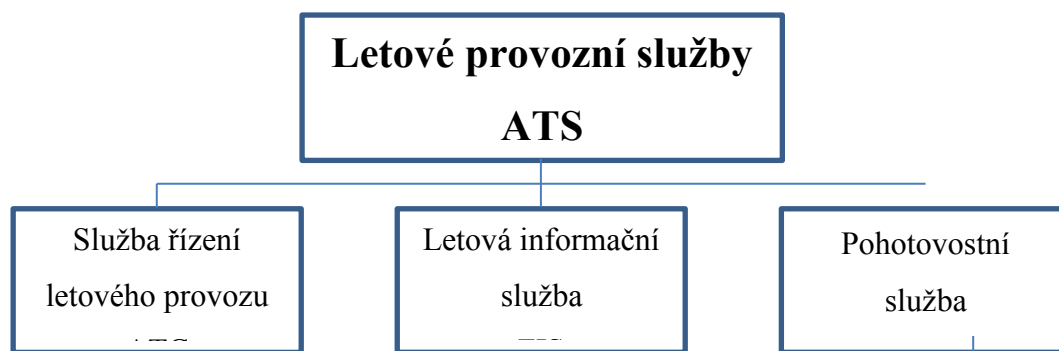 Letové provozní služby
ATS
Služba řízení
letového provozu
Letová informační
služba
Pohotovostní
služba